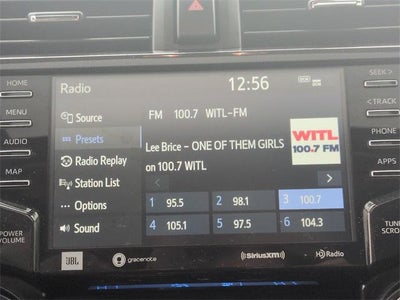 HOME
MENU
AUDIO
MAP
POWER
VOLUME
Radio
12:56
Source
Presets
Radio Replay
Station List
Options
Sound
FM 100.7 WITL-FM
Lee Brice – ONE OF THEM GIRLS
on 100.7 WITL
WITL
100.7 FM
1 95.5 2 98.1 3 100.7
4 105.1 5 97.5 6 104.3
JBL gracenote SiriusXM HD Radio
SEEK >
< TRACK
PHONE
APPS
TUNE
SCROLL